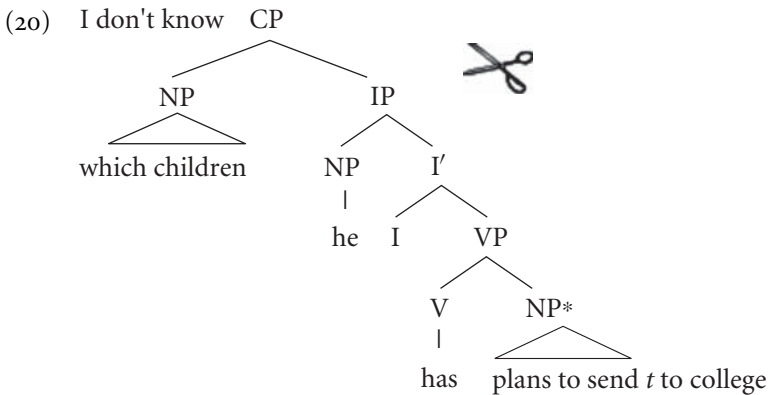 (20) I don't know CP
NP IP
which children NP I′
he I VP
V NP*
has plans to send t to college